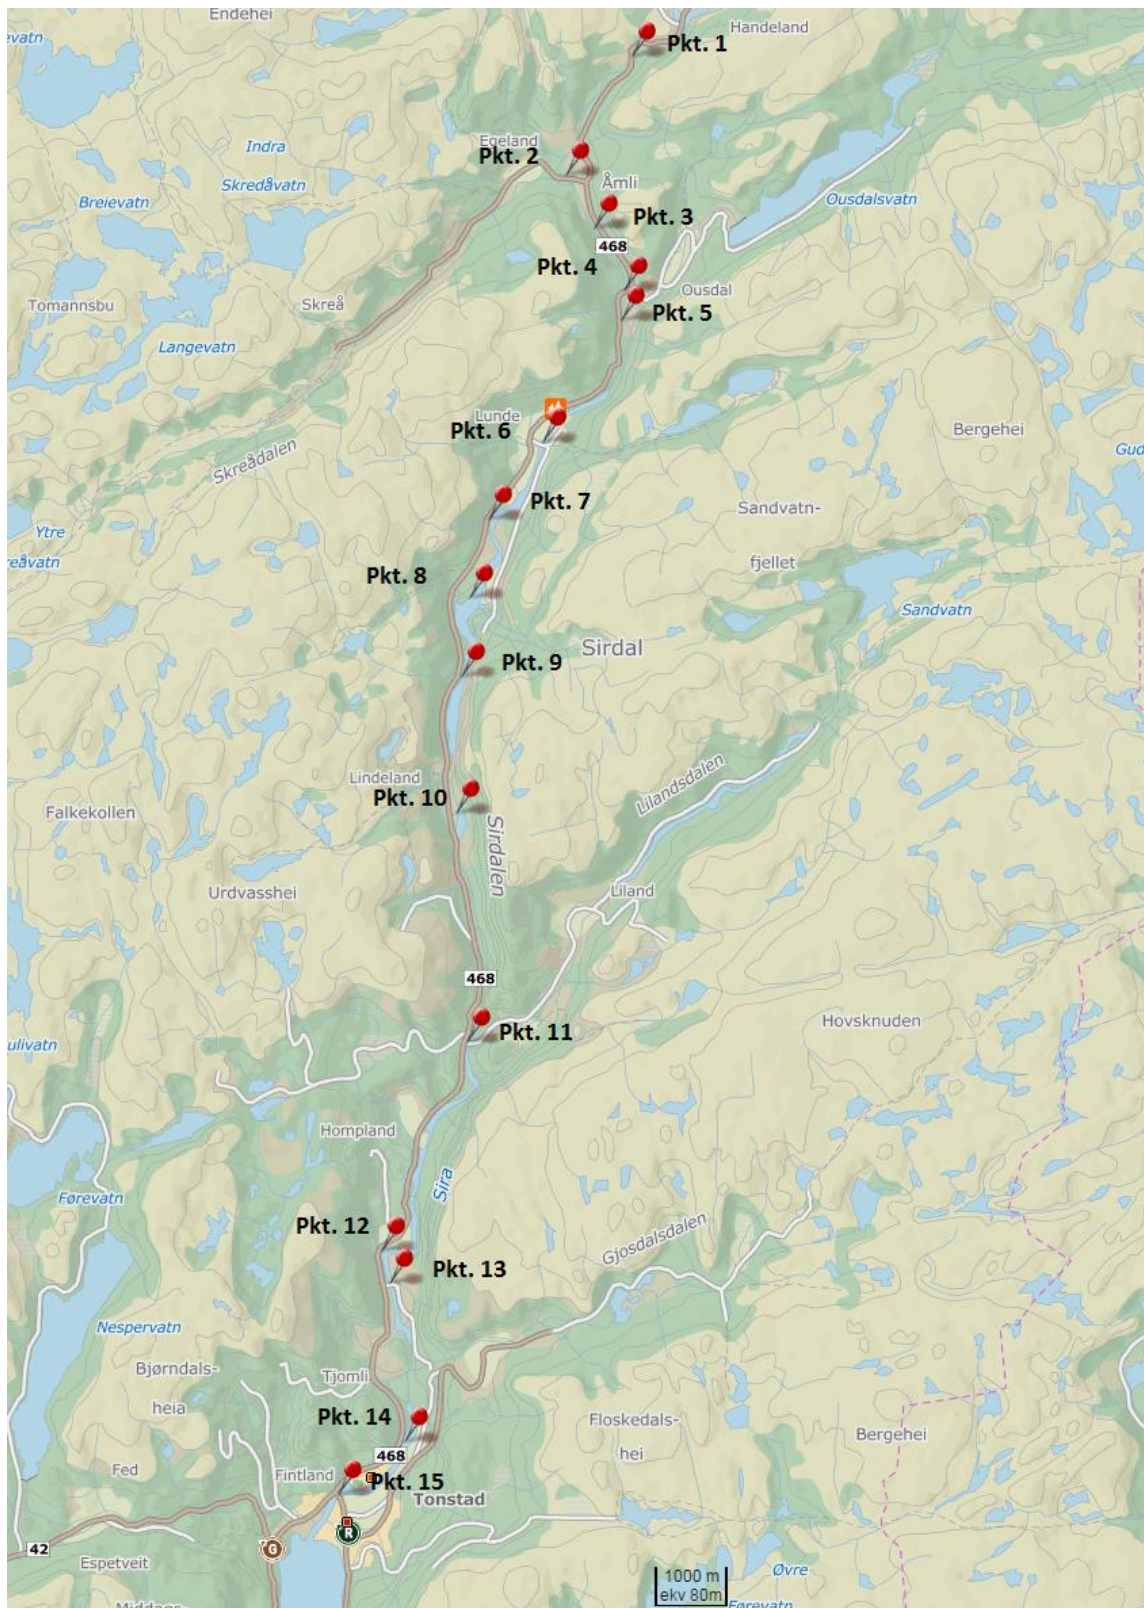 Endehei
Handeland
evatn
Pkt. 1
Indra
Egeland
Pkt. 2
Skredåvatn
Åmli
Breievatn
Ousdalsvatn
Pkt. 3
468
Pkt. 4
Ousdal
Tomannsbu
Skreå
Pkt. 5
Langevatn
Lunde
Pkt. 6
Bergehei
Skreådalen
Gud
Pkt. 7
Sandvatn-
Ytre
reåvatn
fjellet
Pkt. 8
Sandvatn
Sirdal
Pkt. 9
Lindeland
Lilandsdalen
Pkt. 10
Falkekollen
Sirdalen
Urdvasshei
Liland
468
Hovsknuden
Pkt. 11
ulivatn
Hompland
Sira
Førevatn
Pkt. 12
Gjosdalsdalen
Pkt. 13
Nespervatn
Bjørndals-
heia
Tjomli
Pkt. 14
Floskedals-
hei
Bergehei
468
Fed
Fintland
Pkt. 15
Tonstad
R
G
42
Espetveit
1000 m
ekv 80m
Øvre
Førevatn
Middags-